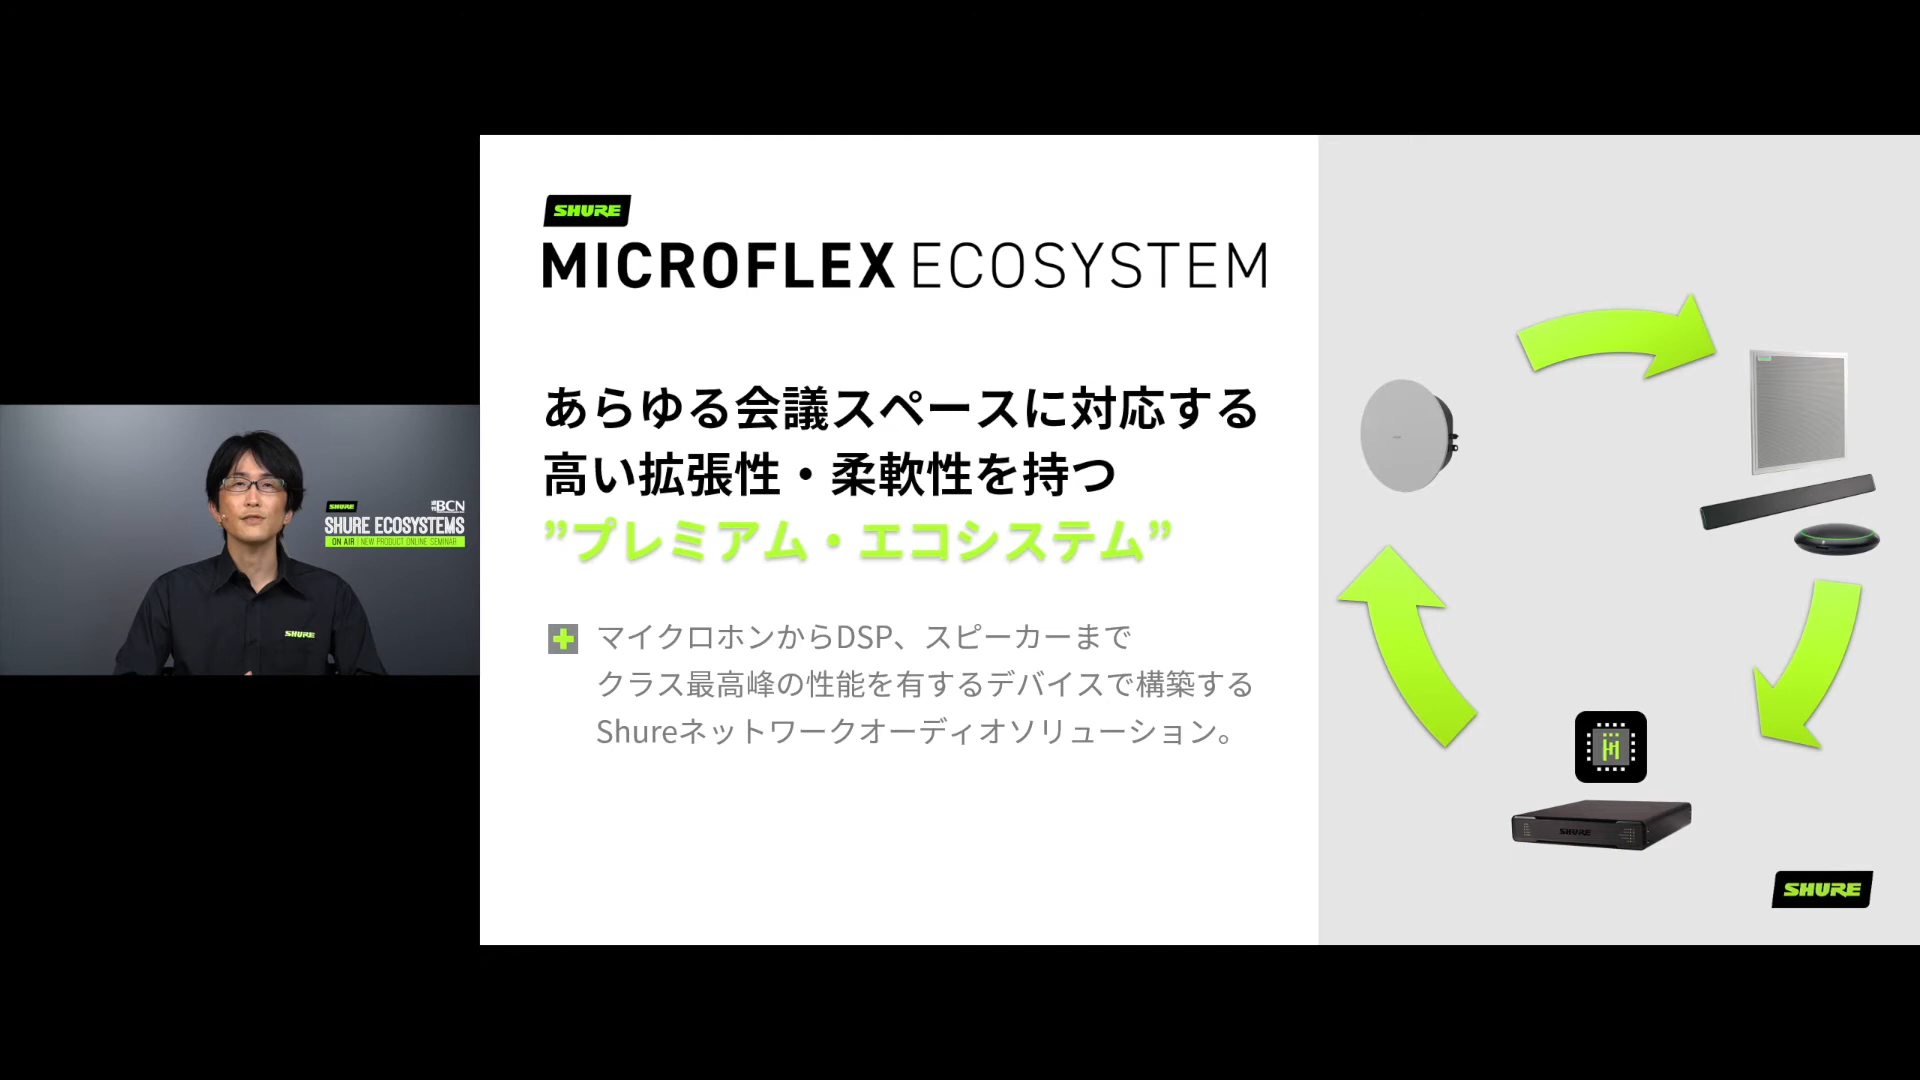 SHURE
週刊BCN
SHURE ECOSYSTEMS
ON AIR | NEW PRODUCT ONLINE SEMINAR
SHURE
SHURE
MICROFLEX ECOSYSTEM
あらゆる会議スペースに対応する
高い拡張性・柔軟性を持つ
”プレミアム・エコシステム”
マイクロホンからDSP、スピーカーまで
クラス最高峰の性能を有するデバイスで構築する
Shureネットワークオーディオソリューション。
SHURE
SHURE